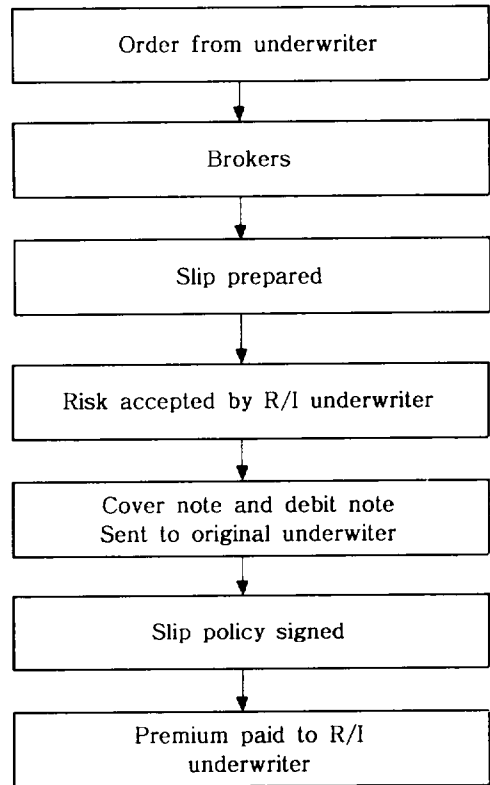 Order from underwriter
Brokers
Slip prepared
Risk accepted by R/I underwriter
Cover note and debit note
Sent to original underwiter
Slip policy signed
Premium paid to R/I
underwriter